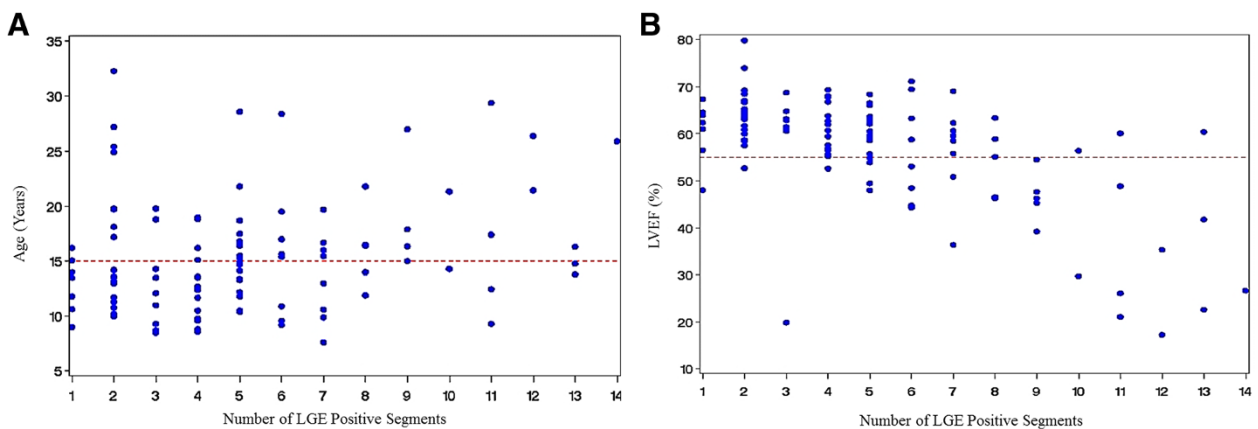 A
35
30
25
20
15
10
5
Age (Years)
1 2 3 4 5 6 7 8 9 10 11 12 13 14
Number of LGE Positive Segments
B
80
70
60
50
40
30
20
10
LVEF (%)
1 2 3 4 5 6 7 8 9 10 11 12 13 14
Number of LGE Positive Segments